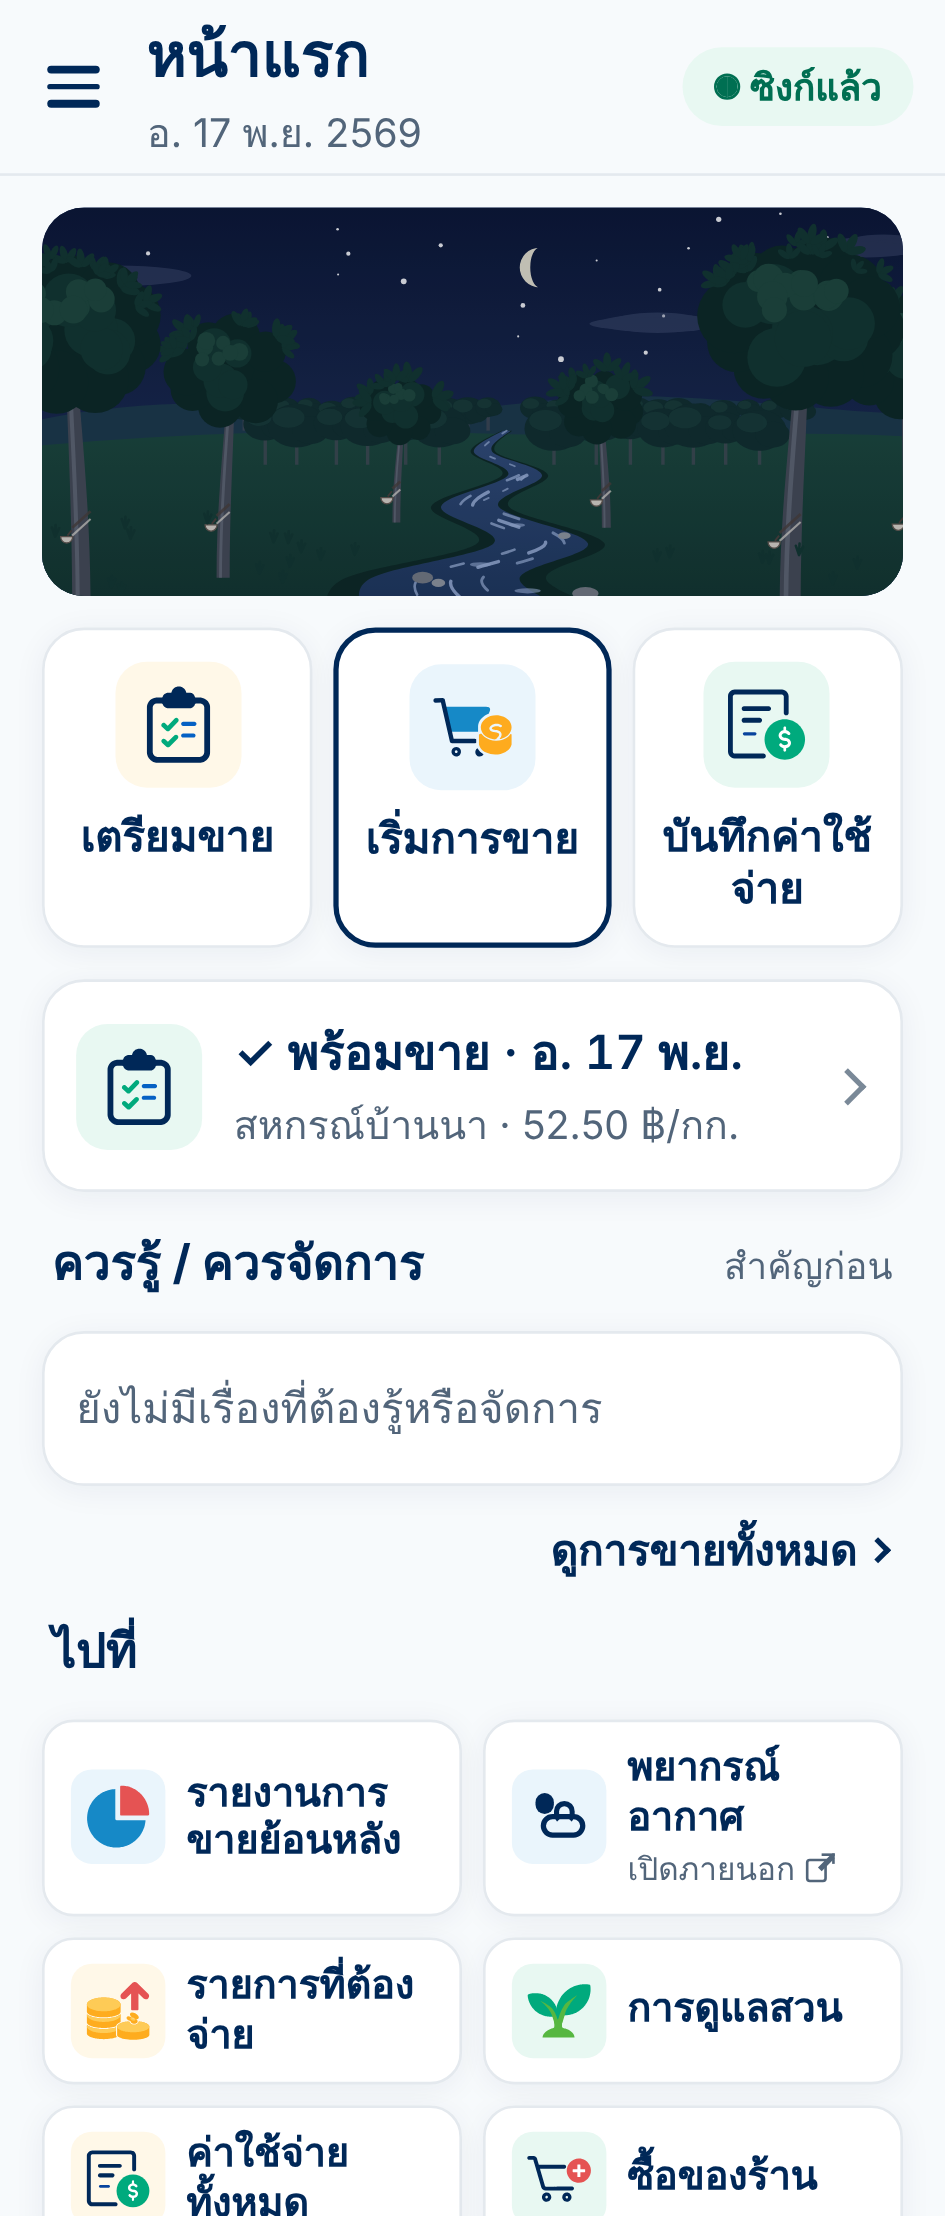 หน้าแรก
อ. 17 พ.ย. 2569
ซิงก์แล้ว
เตรียมขาย
เริ่มการขาย
บันทึกค่าใช้
จ่าย
✓ พร้อมขาย · อ. 17 พ.ย.
สหกรณ์บ้านนา · 52.50 ฿/กก.
ควรรู้ / ควรจัดการ
สำคัญก่อน
ยังไม่มีเรื่องที่ต้องรู้หรือจัดการ
ดูการขายทั้งหมด
ไปที่
รายงานการ
ขายย้อนหลัง
พยากรณ์
อากาศ
เปิดภายนอก
รายการที่ต้อง
จ่าย
การดูแลสวน
ค่าใช้จ่าย
ทั้งหมด
ซื้อของร้าน